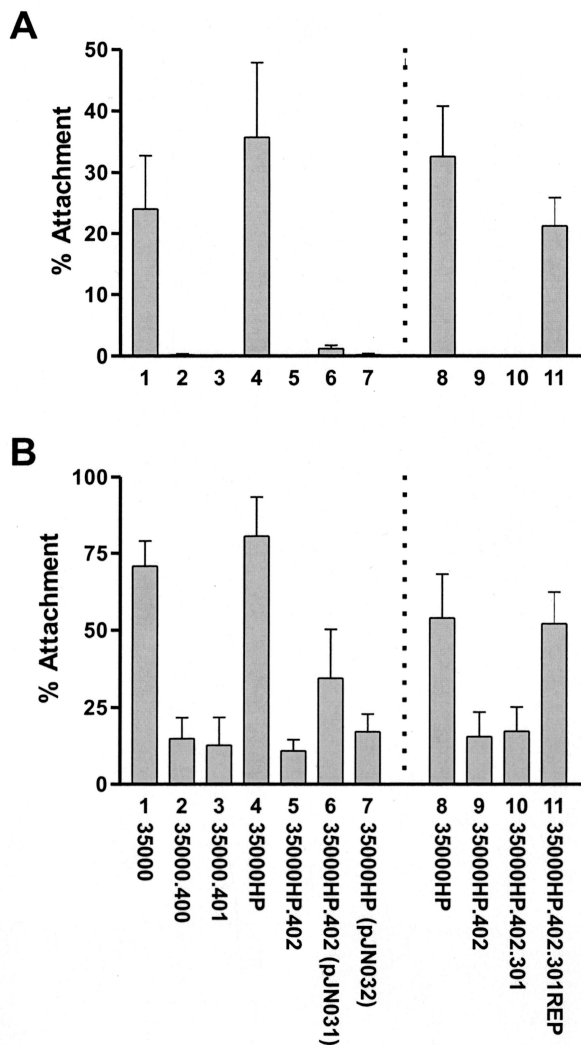 A
50
40
30
20
10
0
% Attachment
1 2 3 4 5 6 7 8 9 10 11
B
100
75
50
25
0
% Attachment
1 2 3 4 5 6 7 8 9 10 11
35000
35000.400
35000.401
35000HP
35000HP.402
35000HP.402 (pJN031)
35000HP (pJN032)
35000HP
35000HP.402
35000HP.402.301
35000HP.402.301REP